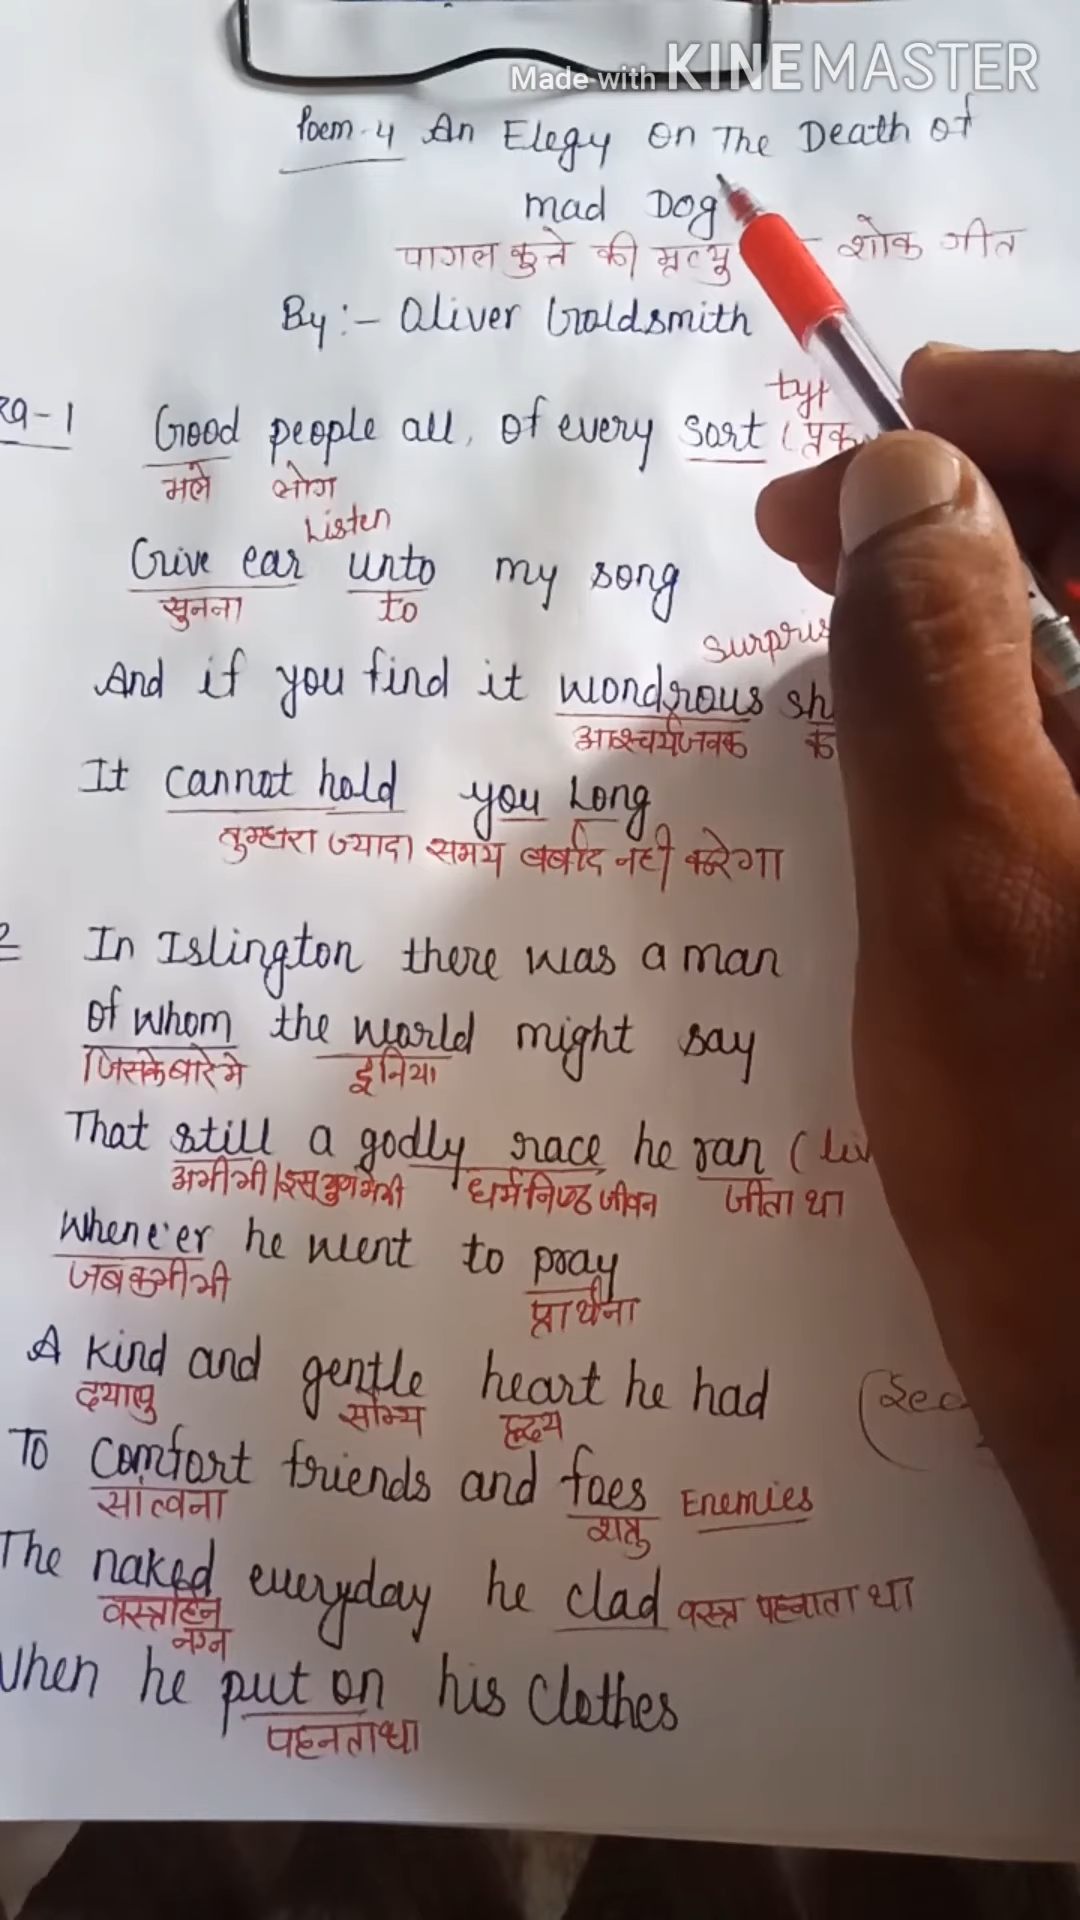 Made with KINEMASTER
Poem-4 An Elegy on The Death of
mad Dog
पागल कुत्ते की मृत्यु शोक गीत
By:- Oliver Goldsmith
Good people all, of every sort
भले लोग
Listen
Give ear unto my song
सुनना to
And if you find it wondrous
आश्चर्यजनक
It cannot hold you Long
तुम्हारा ज्यादा समय बर्बाद नही करेगा
In Islington there was a man
of whom the world might say
जिसके बारे मे दुनिया
That still a godly race he ran
अभी भी धर्मनिष्ठ जीवन जीता था
Whene'er he went to pray
जब कभी भी प्रार्थना
A kind and gentle heart he had
दयालु सौम्य हृदय
To comfort friends and foes Enemies
सांत्वना शत्रु
The naked everyday he clad वस्त्र पहनाता था
वस्त्रहिन
नग्न
When he put on his clothes
पहनता था